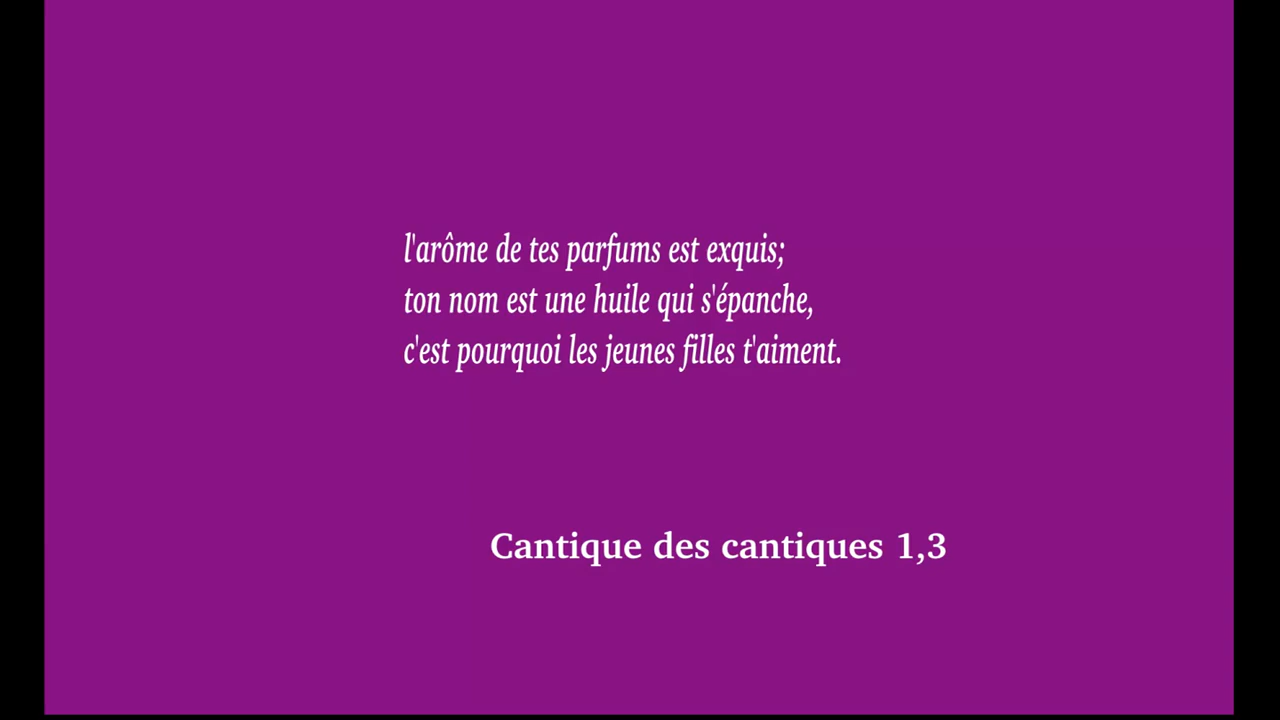 l'arôme de tes parfums est exquis;
ton nom est une huile qui s'épanche,
c'est pourquoi les jeunes filles t'aiment.
Cantique des cantiques 1,3